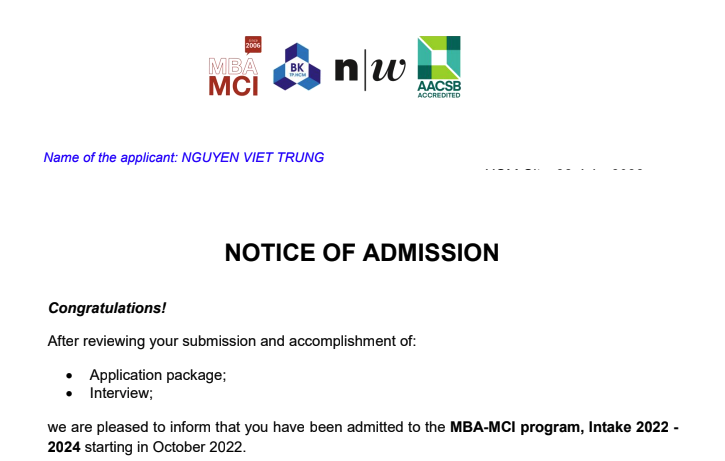 SINCE
2006
MBA
MCI
BK
TP.HCM
n|w
AACSB
ACCREDITED
Name of the applicant: NGUYEN VIET TRUNG
NOTICE OF ADMISSION
Congratulations!
After reviewing your submission and accomplishment of:
• Application package;
• Interview;
we are pleased to inform that you have been admitted to the MBA-MCI program, Intake 2022 -
2024 starting in October 2022.